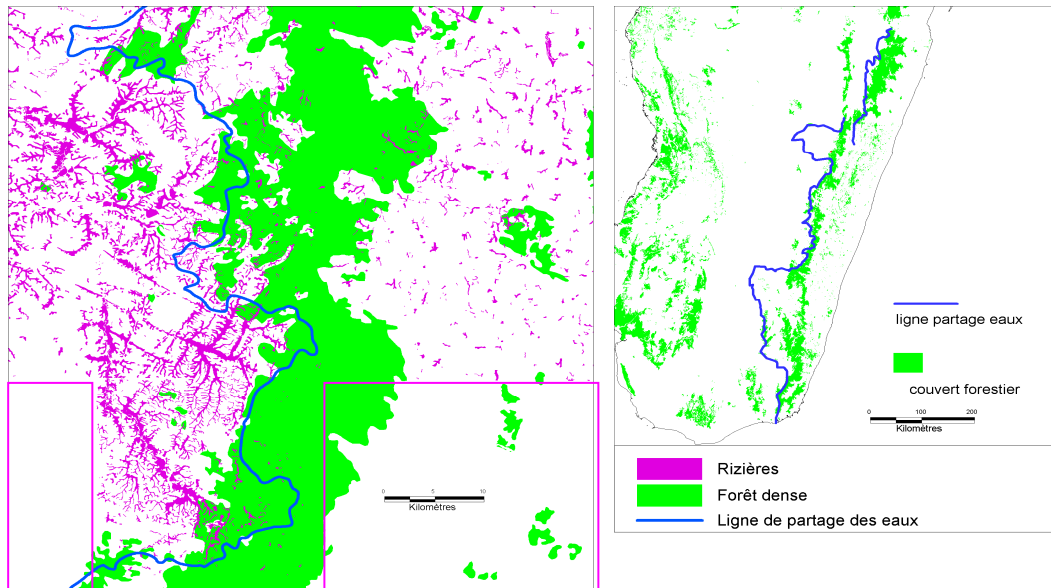 0 5 10
Kilomètres
ligne partage eaux
couvert forestier
0 100 200
Kilomètres
Rizières
Forêt dense
Ligne de partage des eaux